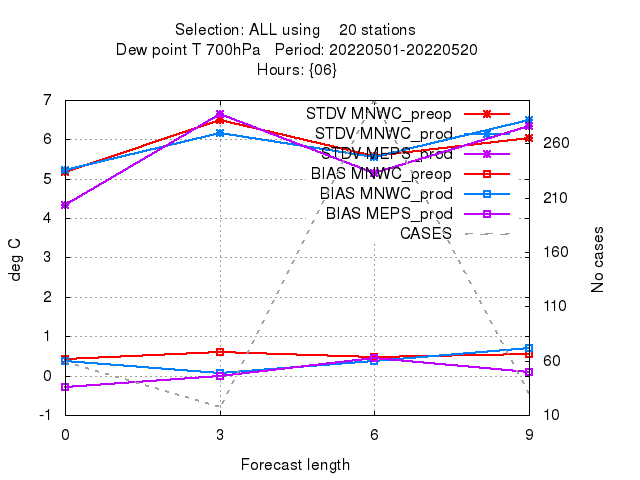 Selection: ALL using    20 stations
Dew point T 700hPa   Period: 20220501-20220520
Hours: {06}
STDV MNWC_preop
STDV MNWC_prod
STDV MEPS_prod
BIAS MNWC_preop
BIAS MNWC_prod
BIAS MEPS_prod
CASES
7
6
5
4
3
2
1
0
-1
deg C
260
210
160
110
60
10
No cases
0 3 6 9
Forecast length